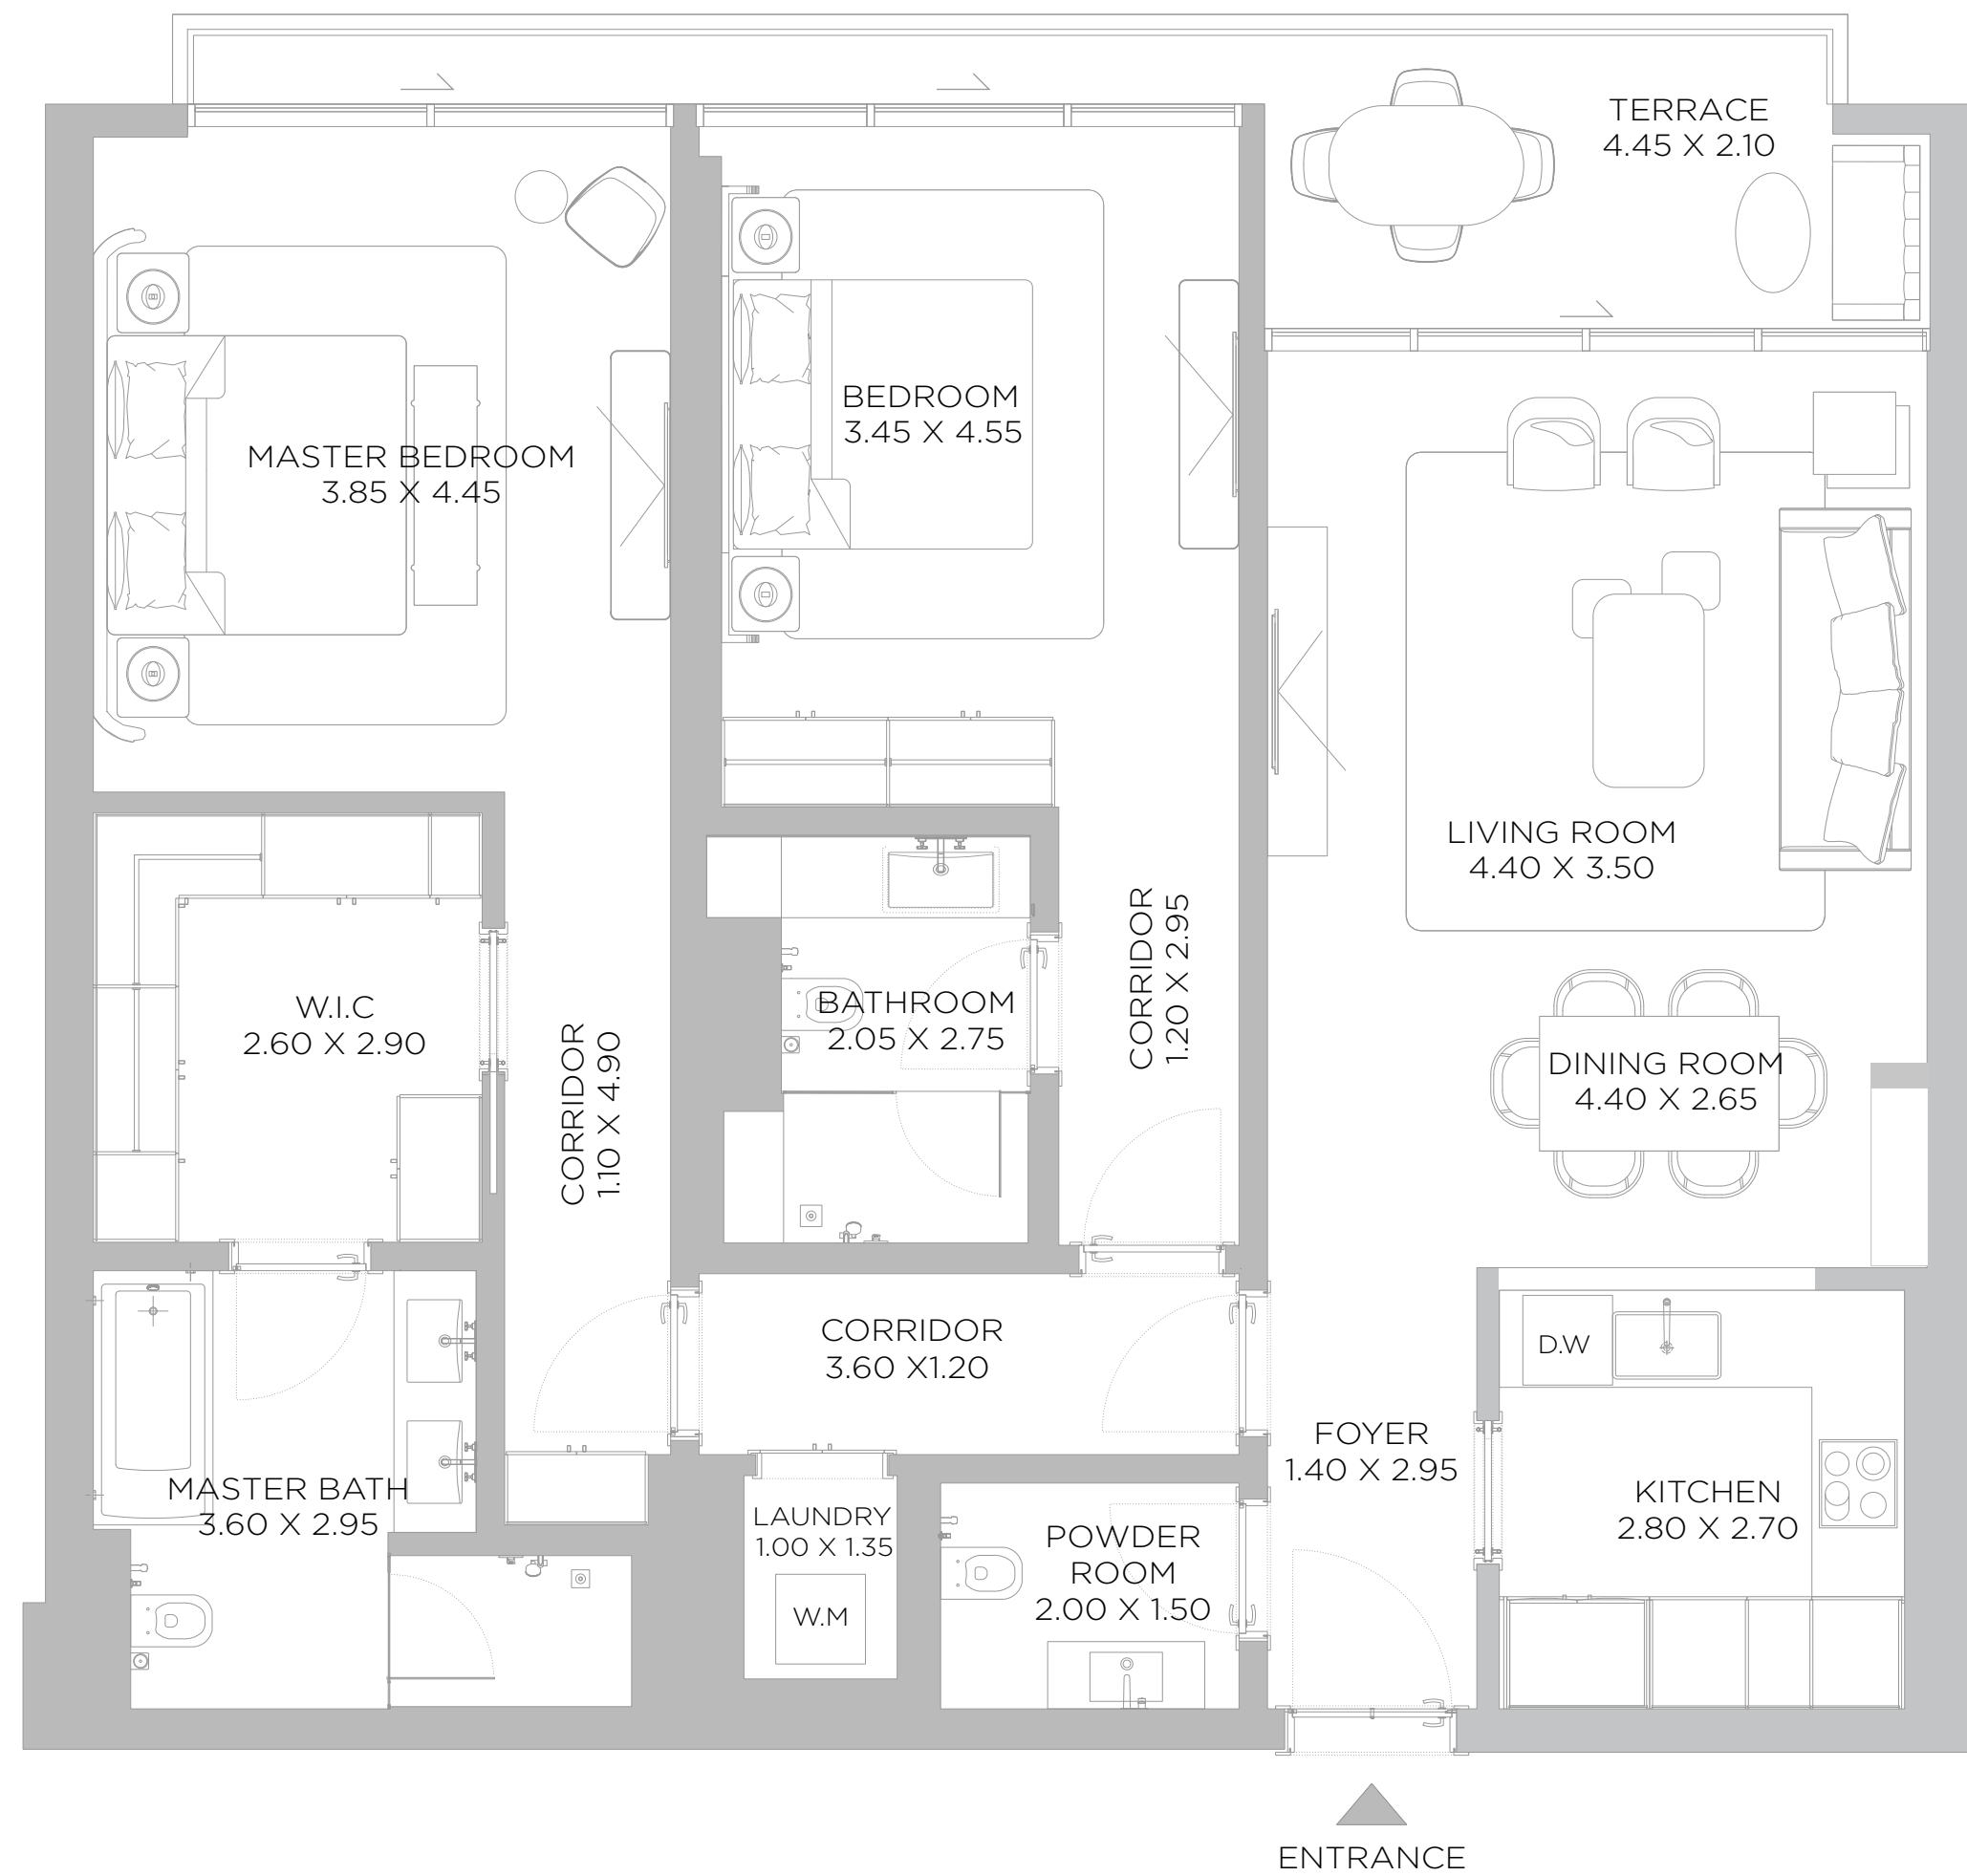 TERRACE
4.45 X 2.10
BEDROOM
3.45 X 4.55
MASTER BEDROOM
3.85 X 4.45
LIVING ROOM
4.40 X 3.50
CORRIDOR
1.20 X 2.95
W.I.C
2.60 X 2.90
BATHROOM
2.05 X 2.75
CORRIDOR
1.10 X 4.90
DINING ROOM
4.40 X 2.65
CORRIDOR
3.60 X1.20
D.W
FOYER
1.40 X 2.95
MASTER BATH
3.60 X 2.95
KITCHEN
2.80 X 2.70
LAUNDRY
1.00 X 1.35
POWDER
ROOM
2.00 X 1.50
W.M
ENTRANCE